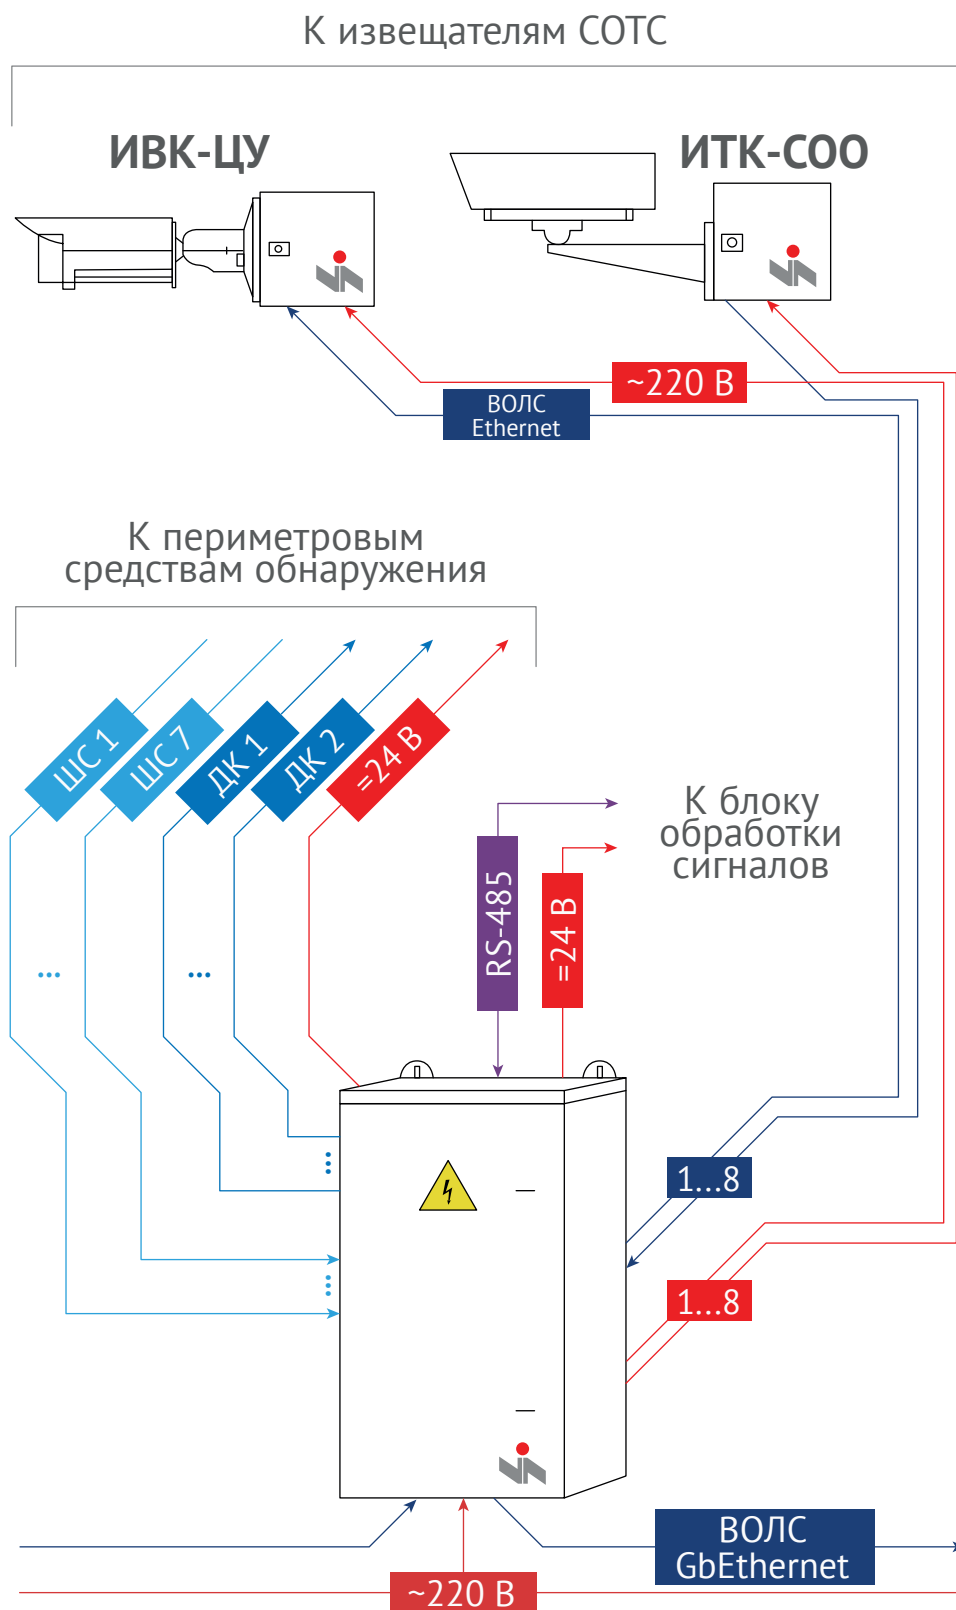 К извещателям СОТС
ИВК-ЦУ
ИТК-СОО
~220 В
ВОЛС
Ethernet
К периметровым
средствам обнаружения
ШС 1
ШС 7
ДК 1
ДК 2
=24 В
К блоку
обработки
сигналов
RS-485
=24 В
...
...
1...8
1...8
ВОЛС
GbEthernet
~220 В